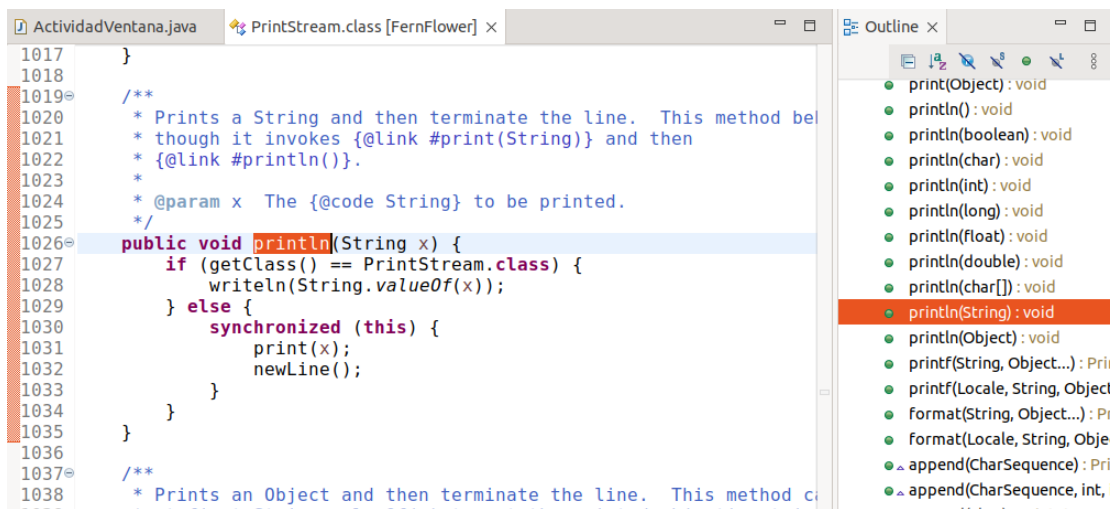 ActividadVentana.java PrintStream.class [FernFlower]
1017 }
1018
1019 /**
1020 * Prints a String and then terminate the line. This method
1021 * though it invokes {@link #print(String)} and then
1022 * {@link #println()}.
1023 *
1024 * @param x The {@code String} to be printed.
1025 */
1026 public void println(String x) {
1027 if (getClass() == PrintStream.class) {
1028 writeln(String.valueOf(x));
1029 } else {
1030 synchronized (this) {
1031 print(x);
1032 newLine();
1033 }
1034 }
1035 }
1036
1037 /**
1038 * Prints an Object and then terminate the line. This method
Outline
print(Object) : void
println() : void
println(boolean) : void
println(char) : void
println(int) : void
println(long) : void
println(float) : void
println(double) : void
println(char[]) : void
println(String) : void
println(Object) : void
printf(String, Object...) : Pri
printf(Locale, String, Object
format(String, Object...) : Pr
format(Locale, String, Obje
append(CharSequence) : Pri
append(CharSequence, int,